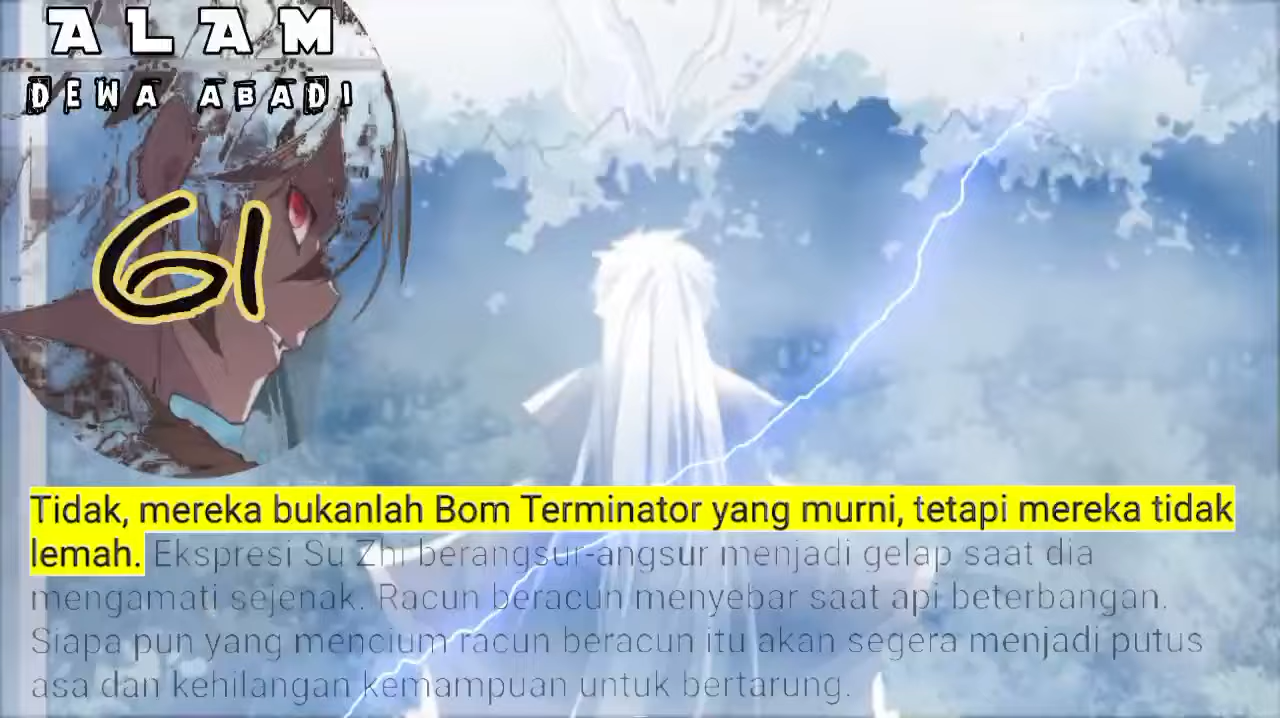 ALAM
DEWA ABADI
61
Tidak, mereka bukanlah Bom Terminator yang murni, tetapi mereka tidak
lemah. Ekspresi Su Zhi berangsur-angsur menjadi gelap saat dia
mengamati sejenak. Racun beracun menyebar saat api beterbangan.
Siapa pun yang mencium racun beracun itu akan segera menjadi putus
asa dan kehilangan kemampuan untuk bertarung.